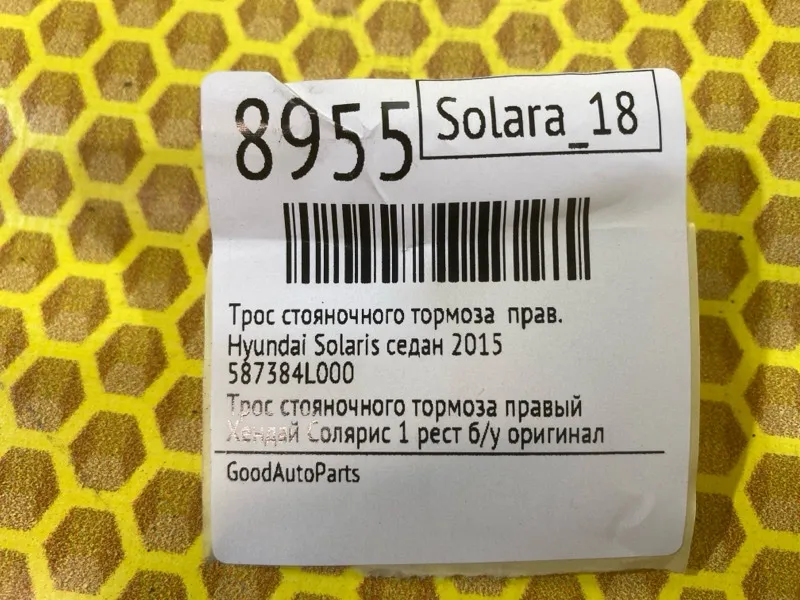 8955
Solara_18
Трос стояночного тормоза прав.
Hyundai Solaris седан 2015
587384L000
Трос стояночного тормоза правый
Хендай Солярис 1 рест б/у оригинал
GoodAutoParts